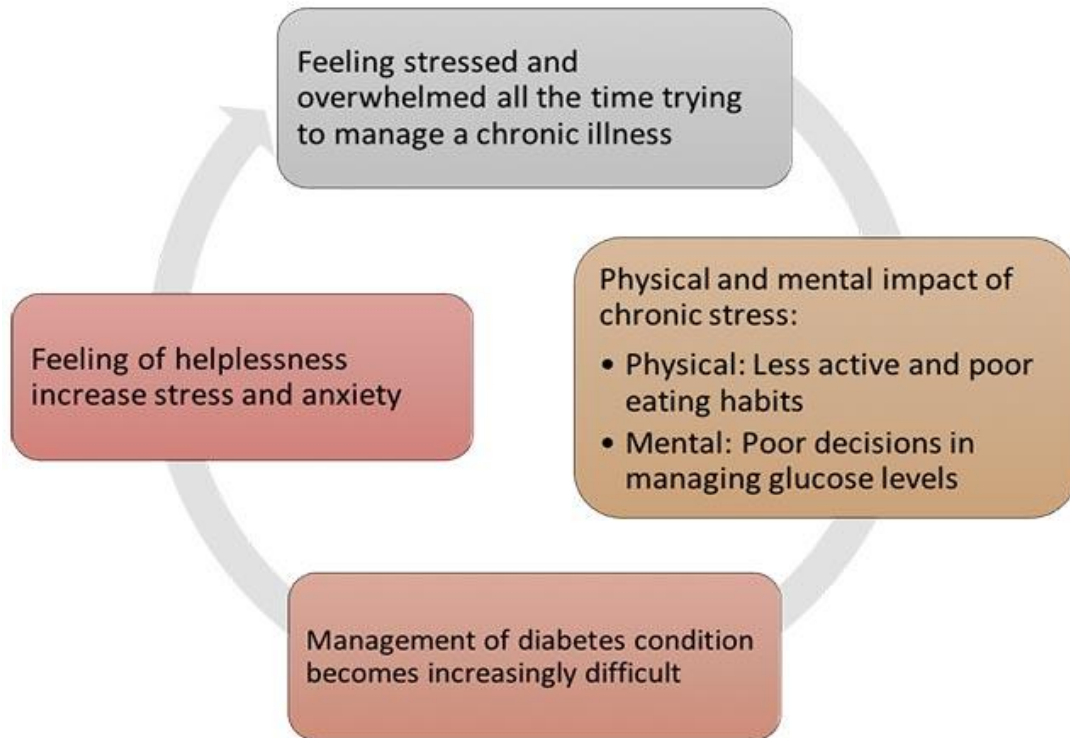 Feeling stressed and
overwhelmed all the time trying
to manage a chronic illness
Physical and mental impact of
chronic stress:
• Physical: Less active and poor
eating habits
• Mental: Poor decisions in
managing glucose levels
Management of diabetes condition
becomes increasingly difficult
Feeling of helplessness
increase stress and anxiety